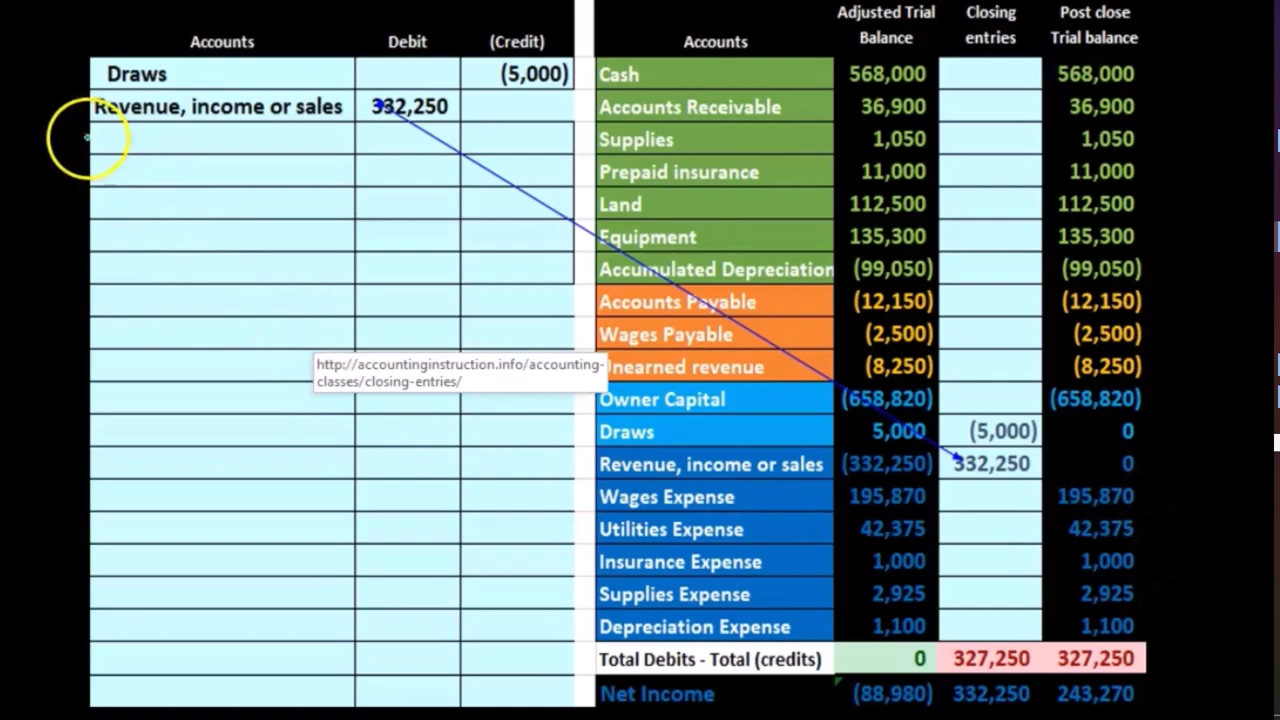 Accounts Debit (Credit)
Draws (5,000)
Revenue, income or sales 332,250
http://accountinginstruction.info/accounting-
classes/closing-entries/
Accounts Adjusted Trial Balance Closing entries Post close Trial balance
Cash 568,000 568,000
Accounts Receivable 36,900 36,900
Supplies 1,050 1,050
Prepaid insurance 11,000 11,000
Land 112,500 112,500
Equipment 135,300 135,300
Accumulated Depreciation (99,050) (99,050)
Accounts Payable (12,150) (12,150)
Wages Payable (2,500) (2,500)
Unearned revenue (8,250) (8,250)
Owner Capital (658,820) (658,820)
Draws 5,000 (5,000) 0
Revenue, income or sales (332,250) 332,250 0
Wages Expense 195,870 195,870
Utilities Expense 42,375 42,375
Insurance Expense 1,000 1,000
Supplies Expense 2,925 2,925
Depreciation Expense 1,100 1,100
Total Debits - Total (credits) 0 327,250 327,250
Net Income (88,980) 332,250 243,270